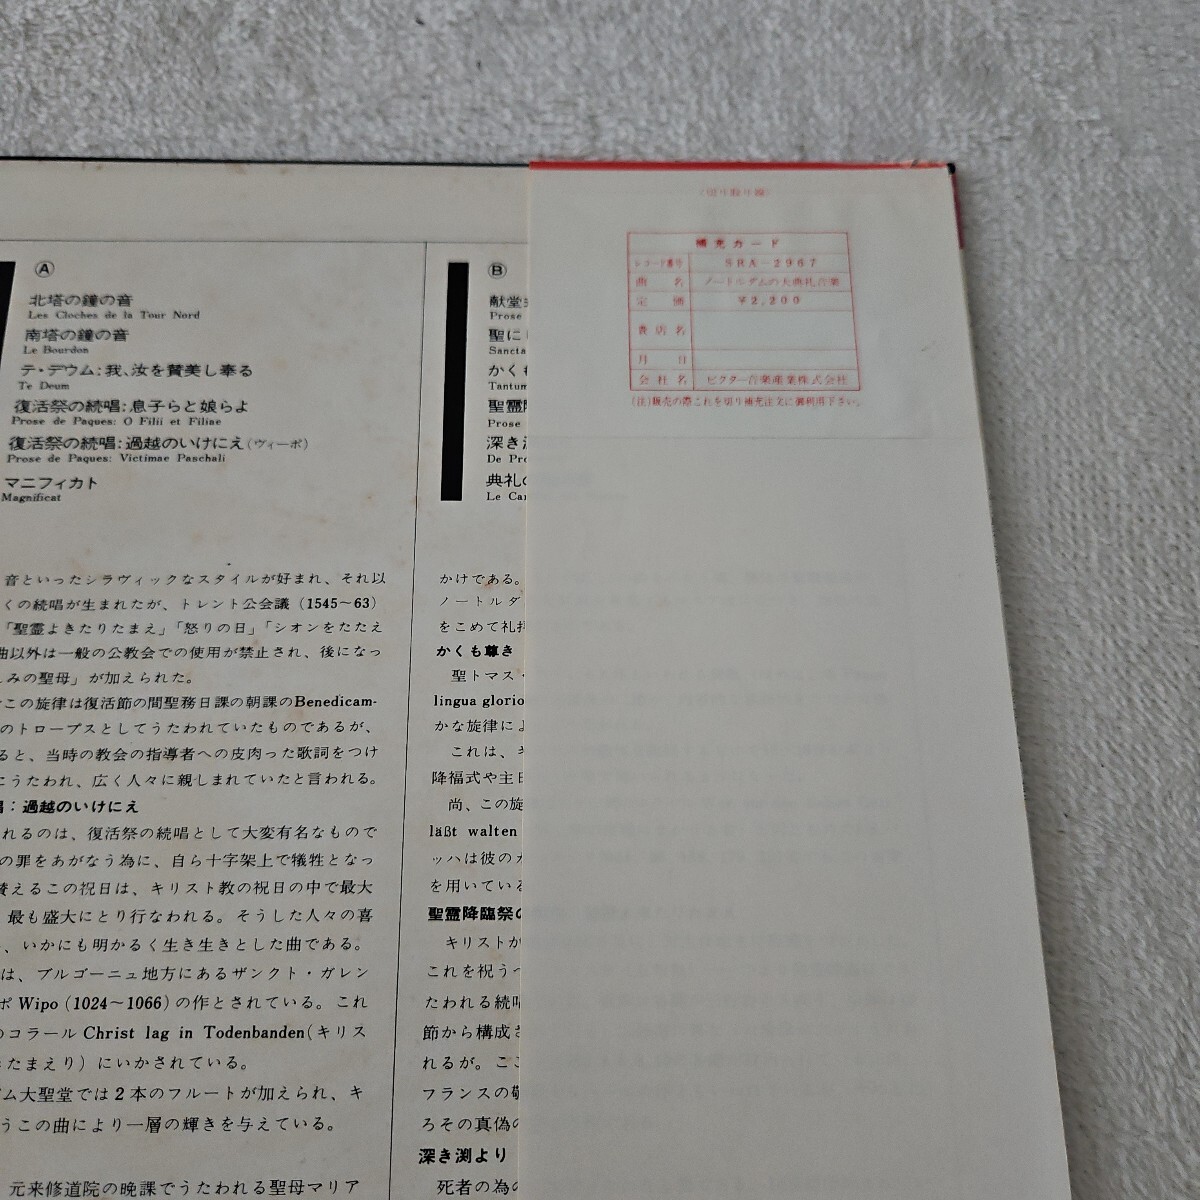 Ⓐ
北塔の鐘の音
Les Cloches de la Tour Nord
南塔の鐘の音
Le Bourdon
テ・デウム:我、汝を賛美し奉る
Te Deum
復活祭の続唱:息子らと娘らよ
Prose de Paques: O Filii et Filiae
復活祭の続唱:過越のいけにえ(ヴィーポ)
Prose de Paques: Victimae Paschali
マニフィカト
Magnificat
音といったシラヴィックなスタイルが好まれ、それ以
くの続唱が生まれたが、トレント公会議(1545〜63)
「聖霊よきたりたまえ」「怒りの日」「シオンをたたえ
曲以外は一般の公教会での使用が禁止され、後になっ
しみの聖母」が加えられた。
この旋律は復活節の間聖務日課の朝課のBenedicam-
のトロープスとしてうたわれていたものであるが、
ると、当時の教会の指導者への皮肉った歌詞をつけ
こうたわれ、広く人々に親しまれていたと言われる。
唱:過越のいけにえ
れるのは、復活祭の続唱として大変有名なもので
の罪をあがなう為に、自ら十字架上で犠牲となっ
賛えるこの祝日は、キリスト教の祝日の中で最大
最も盛大にとり行なわれる。そうした人々の喜
、いかにも明かるく生き生きとした曲である。
は、ブルゴーニュ地方にあるザンクト・ガレン
ポWipo(1024〜1066)の作とされている。これ
のコラールChrist lag in Todenbanden(キリス
たまえり)にいかされている。
ム大聖堂では2本のフルートが加えられ、キ
うこの曲により一層の輝きを与えている。
元来修道院の晩課でうたわれる聖母マリア
Ⓑ
献堂
Prose
聖に
Sancta
かくも
Tantum
聖霊降
Prose
深き渕
De Pro
典礼の
Le Car
かけである。
ノートルダ
をこめて礼拝
かくも尊き
聖トマス・
lingua glorio
かな旋律によ
これは、キ
降福式や主日
尚、この旋
läßt walten
ッハは彼のカ
を用いている
聖霊降臨祭の
キリストが
これを祝うべ
たわれる続唱
節から構成さ
れるが。ここ
フランスの敬
ろその真偽の
深き渕より
死者の為の
(切り取り線)
補充カード
レコード番号 SRA-2967
曲名 ノートルダムの大典礼音楽
定価 ¥2,200
書店名
月日
会社名 ビクター音楽産業株式会社
(注)販売の際これを切り補充注文に御利用下さい。